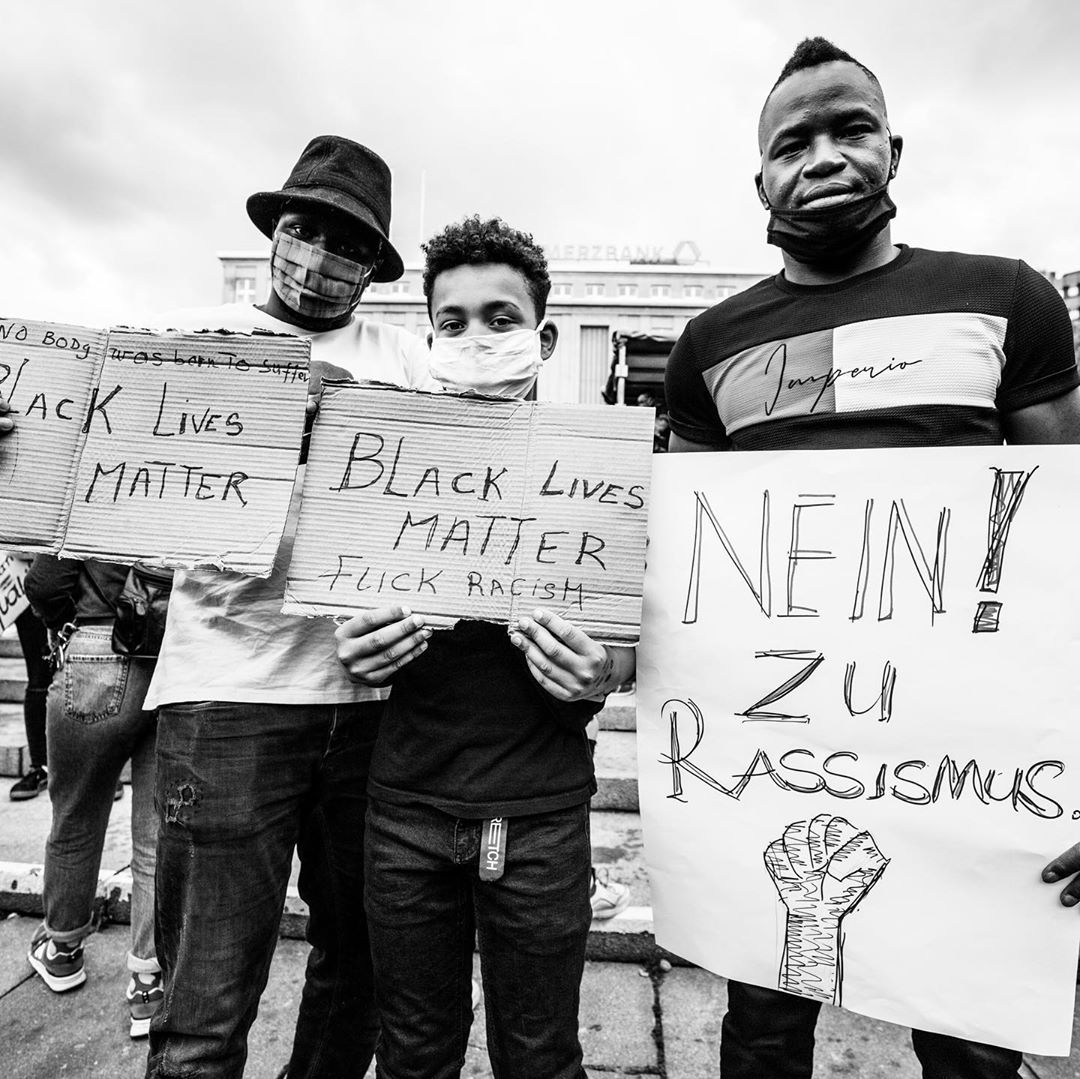 NO BODy was born To Suffer
BLACK LIVES
MATTER
BLACK LIVES
MATTER
FUCK RACISM
NEIN!
ZU
RASSISMUS.
Imperio
MERZBANK
RETCH